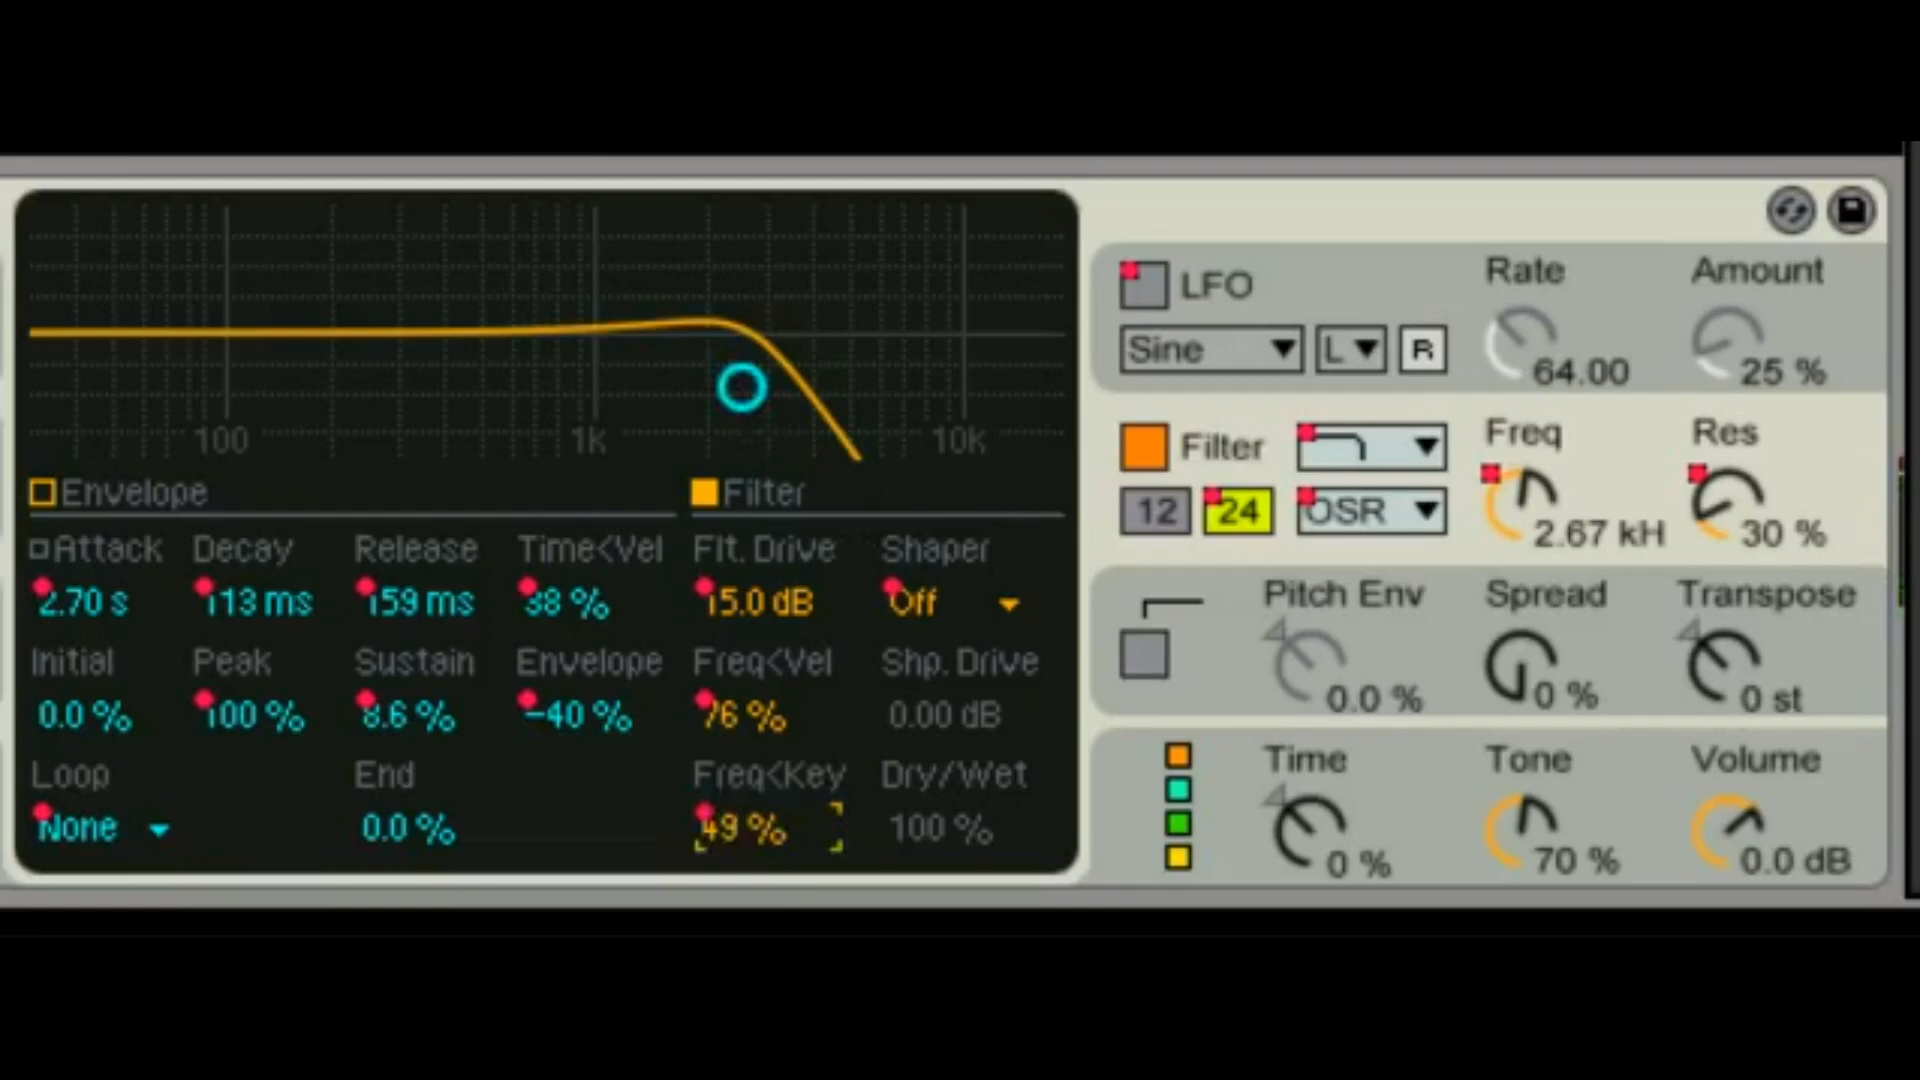 100 1K 10K
Envelope Filter
Attack Decay Release Time<Vel Flt. Drive Shaper
2.70 s 113 ms 159 ms 38 % 15.0 dB Off
Initial Peak Sustain Envelope Freq<Vel Shp. Drive
0.0 % 100 % 8.6 % -40 % 76 % 0.00 dB
Loop End Freq<Key Dry/Wet
None 0.0 % 49 % 100 %
LFO Rate Amount
Sine L R 64.00 25 %
Filter Freq Res
12 24 OSR 2.67 kH 30 %
Pitch Env Spread Transpose
0.0 % 0 % 0 st
Time Tone Volume
0 % 70 % 0.0 dB